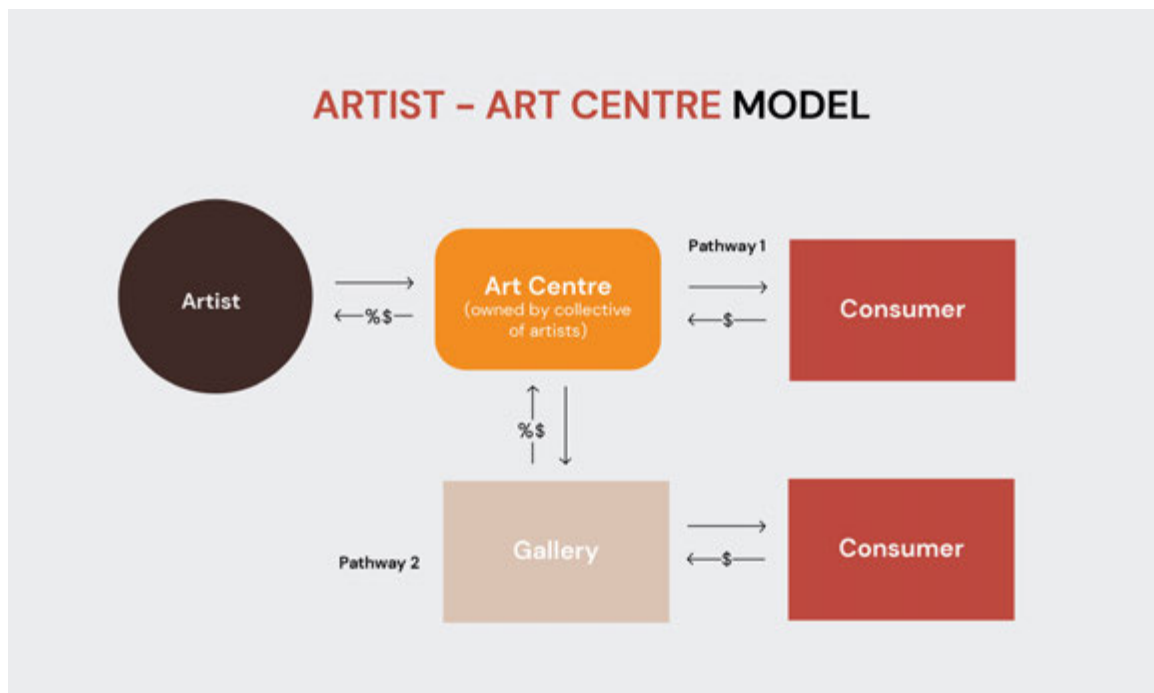 ARTIST - ART CENTRE MODEL
Artist
%$
Art Centre
(owned by collective
of artists)
Pathway 1
$
Consumer
%$
Pathway 2
Gallery
$
Consumer